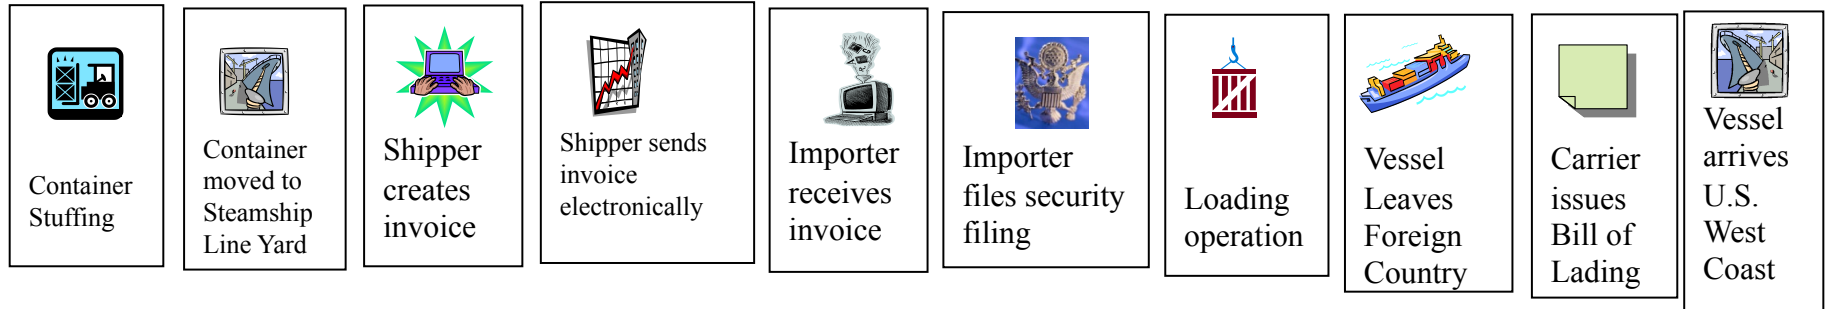 Container
Stuffing
Container
moved to
Steamship
Line Yard
Shipper
creates
invoice
Shipper sends
invoice
electronically
Importer
receives
invoice
Importer
files security
filing
Loading
operation
Vessel
Leaves
Foreign
Country
Carrier
issues
Bill of
Lading
Vessel
arrives
U.S.
West
Coast